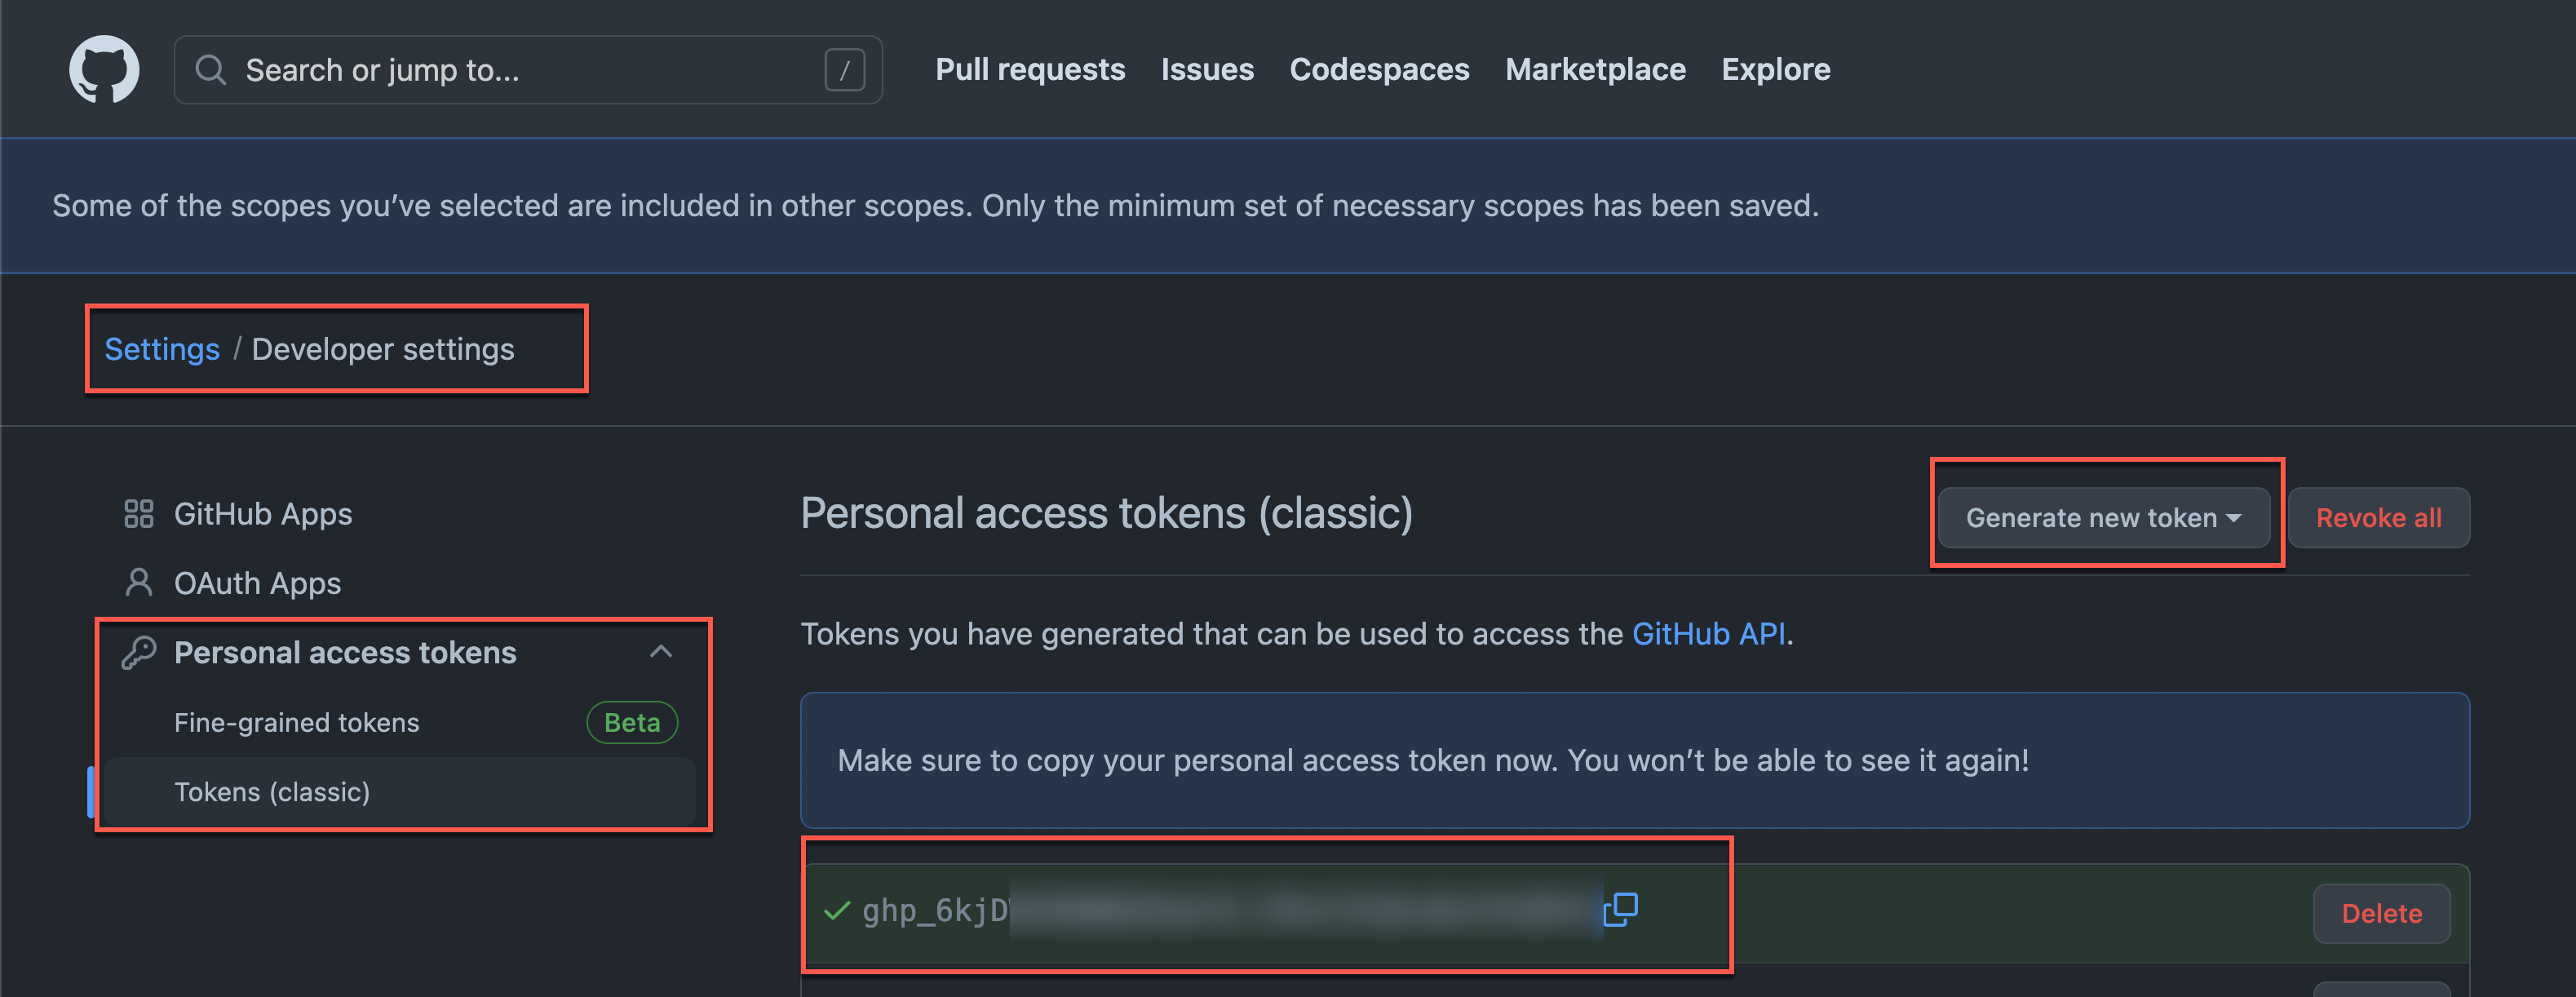 Search or jump to...
/
Pull requests
Issues
Codespaces
Marketplace
Explore
Some of the scopes you’ve selected are included in other scopes. Only the minimum set of necessary scopes has been saved.
Settings / Developer settings
GitHub Apps
OAuth Apps
Personal access tokens
Fine-grained tokens
Beta
Tokens (classic)
Personal access tokens (classic)
Generate new token
Revoke all
Tokens you have generated that can be used to access the GitHub API.
Make sure to copy your personal access token now. You won’t be able to see it again!
ghp_6kjD
Delete